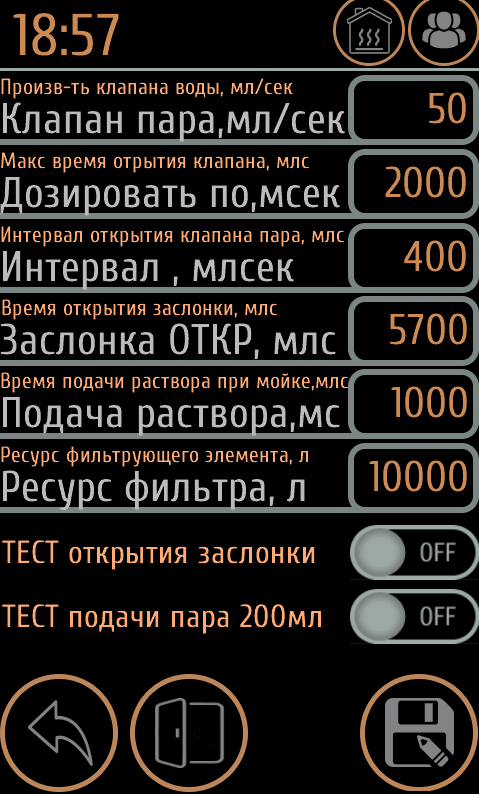 18:57
Произв-ть клапана воды, мл/сек
Клапан пара,мл/сек
50
Макс время отрытия клапана, млс
Дозировать по,мсек
2000
Интервал открытия клапана пара, млс
Интервал , млсек
400
Время открытия заслонки, млс
Заслонка ОТКР, млс
5700
Время подачи раствора при мойке,млс
Подача раствора,мс
1000
Ресурс фильтрующего элемента, л
Ресурс фильтра, л
10000
ТЕСТ открытия заслонки
OFF
ТЕСТ подачи пара 200мл
OFF